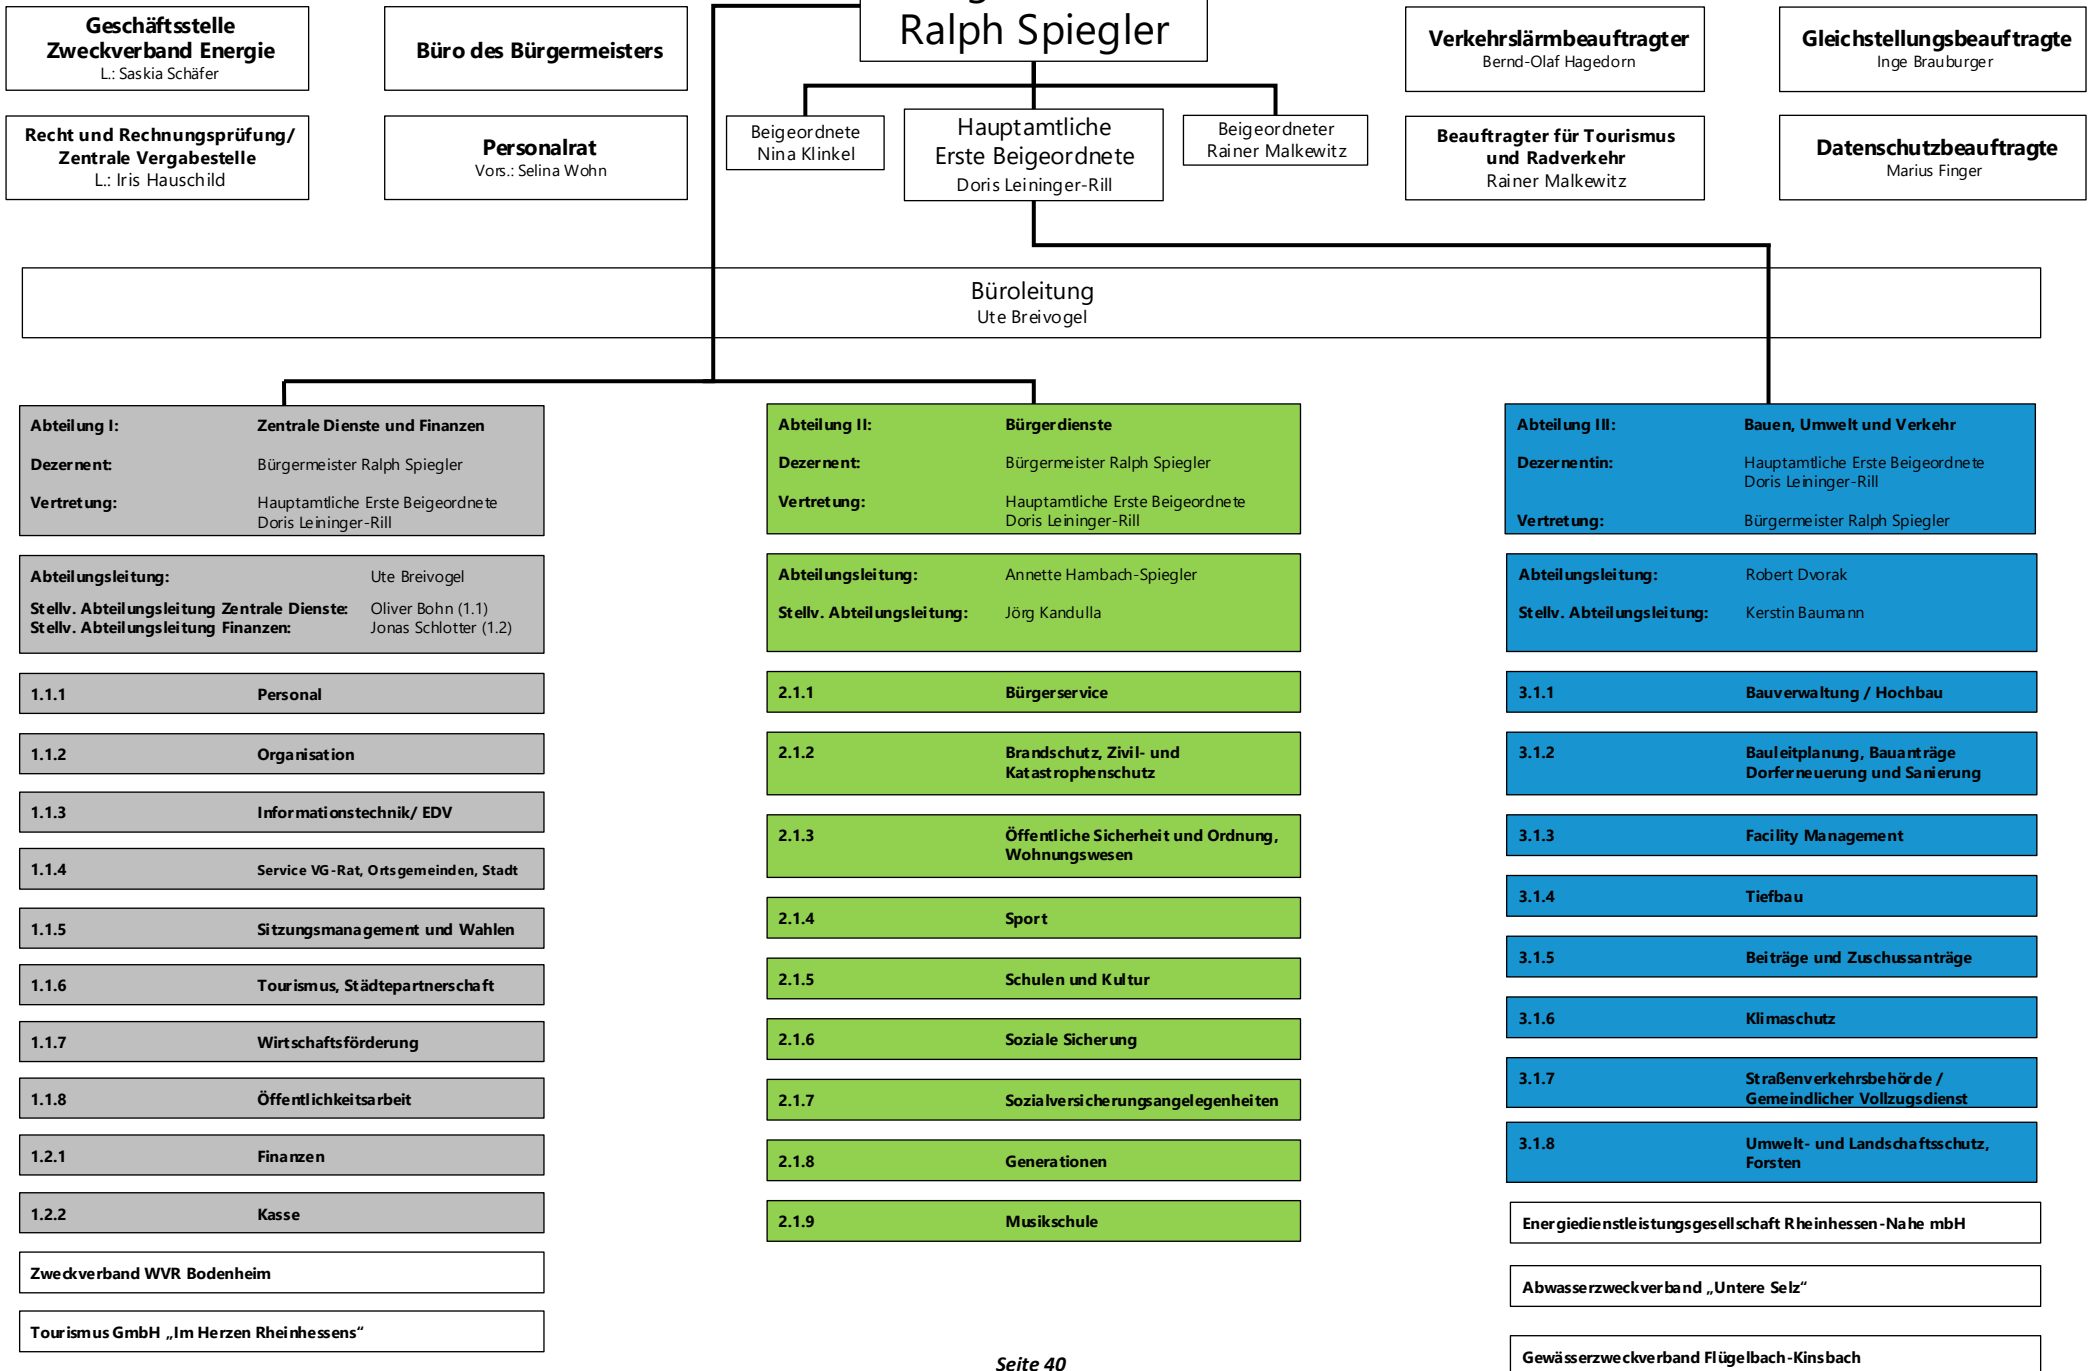 Geschäftsstelle
Zweckverband Energie
L.: Saskia Schäfer
Büro des Bürgermeisters
Ralph Spiegler
Verkehrslärmbeauftragter
Bernd-Olaf Hagedorn
Gleichstellungsbeauftragte
Inge Brauburger
Recht und Rechnungsprüfung/
Zentrale Vergabestelle
L.: Iris Hauschild
Personalrat
Vors.: Selina Wohn
Beigeordnete
Nina Klinkel
Hauptamtliche
Erste Beigeordnete
Doris Leininger-Rill
Beigeordneter
Rainer Malkewitz
Beauftragter für Tourismus
und Radverkehr
Rainer Malkewitz
Datenschutzbeauftragte
Marius Finger
Büroleitung
Ute Breivogel
Abteilung I: Zentrale Dienste und Finanzen
Dezernent: Bürgermeister Ralph Spiegler
Vertretung: Hauptamtliche Erste Beigeordnete
Doris Leininger-Rill
Abteilungsleitung: Ute Breivogel
Stellv. Abteilungsleitung Zentrale Dienste: Oliver Bohn (1.1)
Stellv. Abteilungsleitung Finanzen: Jonas Schlotter (1.2)
1.1.1 Personal
1.1.2 Organisation
1.1.3 Informationstechnik/ EDV
1.1.4 Service VG-Rat, Ortsgemeinden, Stadt
1.1.5 Sitzungsmanagement und Wahlen
1.1.6 Tourismus, Städtepartnerschaft
1.1.7 Wirtschaftsförderung
1.1.8 Öffentlichkeitsarbeit
1.2.1 Finanzen
1.2.2 Kasse
Zweckverband WVR Bodenheim
Tourismus GmbH „Im Herzen Rheinhessens“
Abteilung II: Bürgerdienste
Dezernent: Bürgermeister Ralph Spiegler
Vertretung: Hauptamtliche Erste Beigeordnete
Doris Leininger-Rill
Abteilungsleitung: Annette Hambach-Spiegler
Stellv. Abteilungsleitung: Jörg Kandulla
2.1.1 Bürgerservice
2.1.2 Brandschutz, Zivil- und
Katastrophenschutz
2.1.3 Öffentliche Sicherheit und Ordnung,
Wohnungswesen
2.1.4 Sport
2.1.5 Schulen und Kultur
2.1.6 Soziale Sicherung
2.1.7 Sozialversicherungsangelegenheiten
2.1.8 Generationen
2.1.9 Musikschule
Abteilung III: Bauen, Umwelt und Verkehr
Dezernentin: Hauptamtliche Erste Beigeordnete
Doris Leininger-Rill
Vertretung: Bürgermeister Ralph Spiegler
Abteilungsleitung: Robert Dvorak
Stellv. Abteilungsleitung: Kerstin Baumann
3.1.1 Bauverwaltung / Hochbau
3.1.2 Bauleitplanung, Bauanträge
Dorferneuerung und Sanierung
3.1.3 Facility Management
3.1.4 Tiefbau
3.1.5 Beiträge und Zuschussanträge
3.1.6 Klimaschutz
3.1.7 Straßenverkehrsbehörde /
Gemeindlicher Vollzugsdienst
3.1.8 Umwelt- und Landschaftsschutz,
Forsten
Energiedienstleistungsgesellschaft Rheinhessen-Nahe mbH
Abwasserzweckverband „Untere Selz“
Gewässerzweckverband Flügelbach-Kinsbach
Seite 40